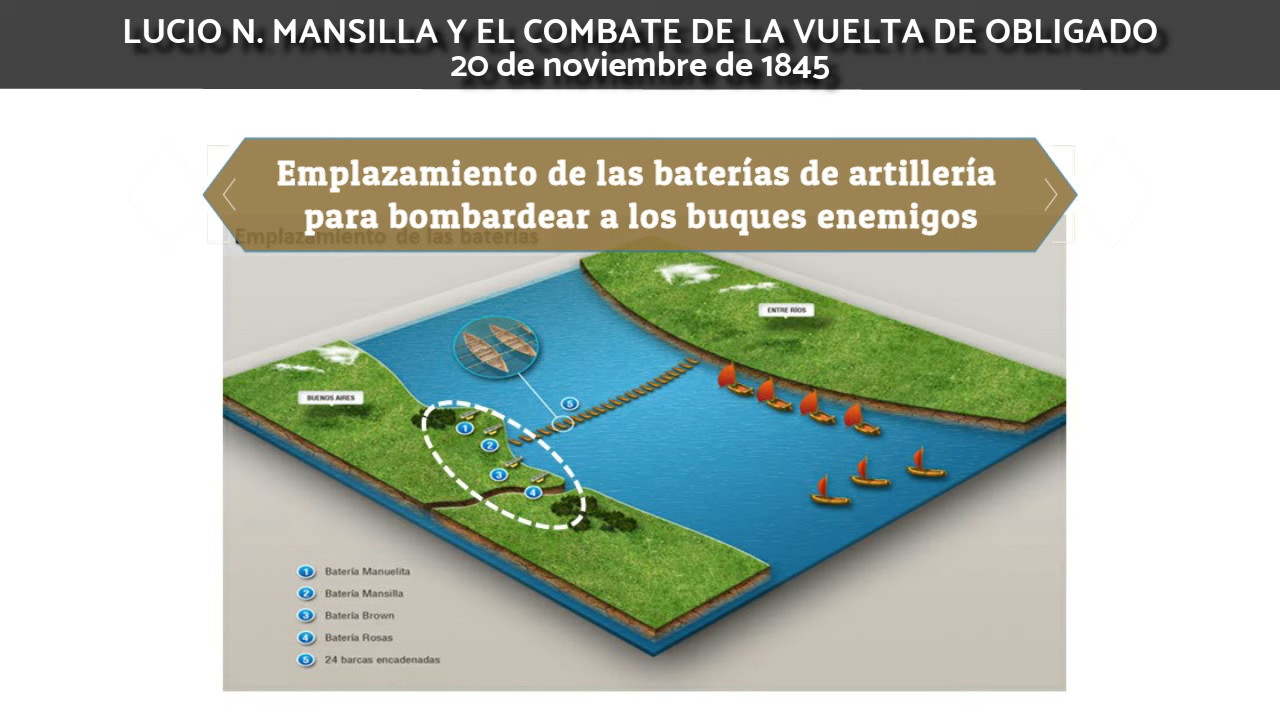 LUCIO N. MANSILLA Y EL COMBATE DE LA VUELTA DE OBLIGADO
20 de noviembre de 1845
Emplazamiento de las baterías de artillería
para bombardear a los buques enemigos
Emplazamiento de las baterías
ENTRE RÍOS
BUENOS AIRES
5
1
2
3
4
1 Batería Manuelita
2 Batería Mansilla
3 Batería Brown
4 Batería Rosas
5 24 barcas encadenadas